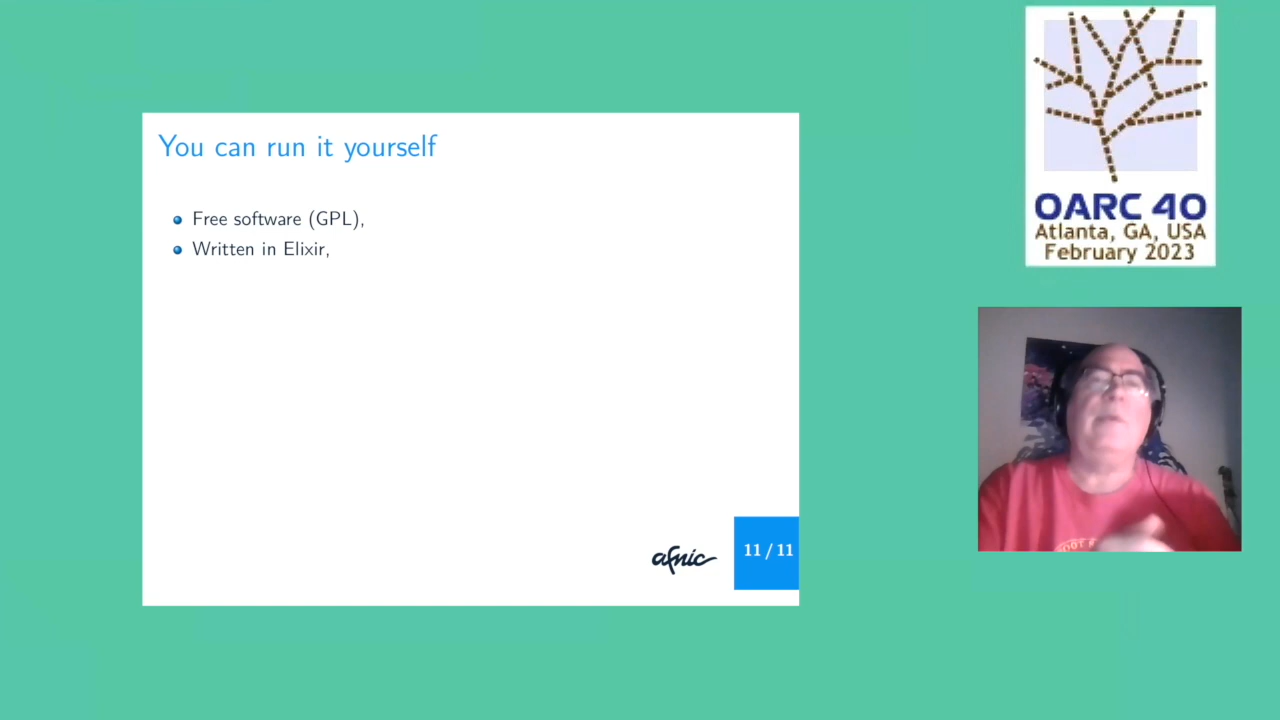 You can run it yourself
Free software (GPL),
Written in Elixir,
afnic
11 / 11
OARC 40
Atlanta, GA, USA
February 2023